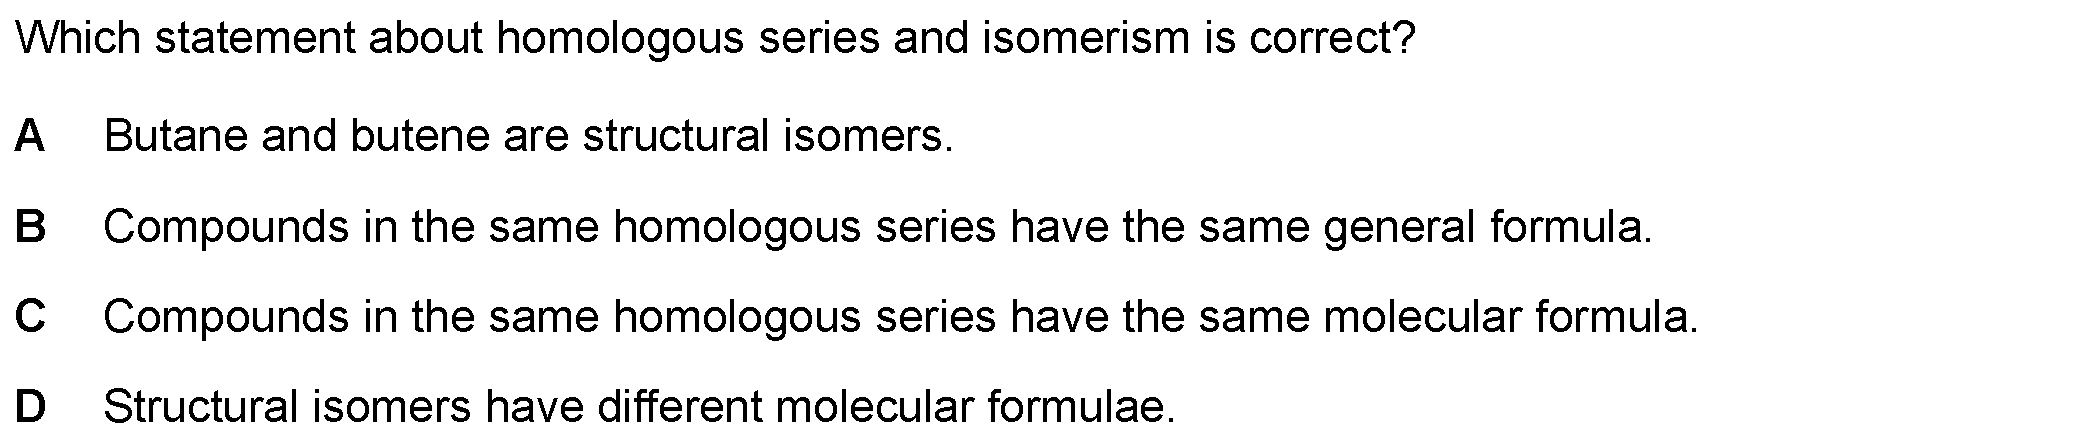 Which statement about homologous series and isomerism is correct?
A Butane and butene are structural isomers.
B Compounds in the same homologous series have the same general formula.
C Compounds in the same homologous series have the same molecular formula.
D Structural isomers have different molecular formulae.